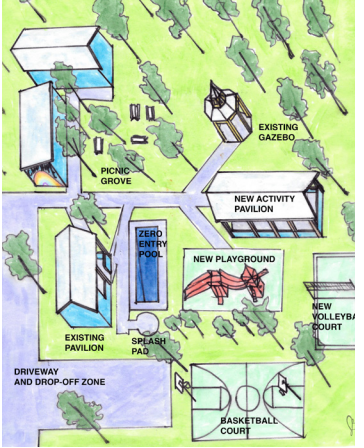 EXISTING
GAZEBO
PICNIC
GROVE
NEW ACTIVITY
PAVILION
ZERO
ENTRY
POOL
NEW PLAYGROUND
NEW
VOLLEYBA
COURT
EXISTING
PAVILION
SPLASH
PAD
DRIVEWAY
AND DROP-OFF ZONE
BASKETBALL
COURT